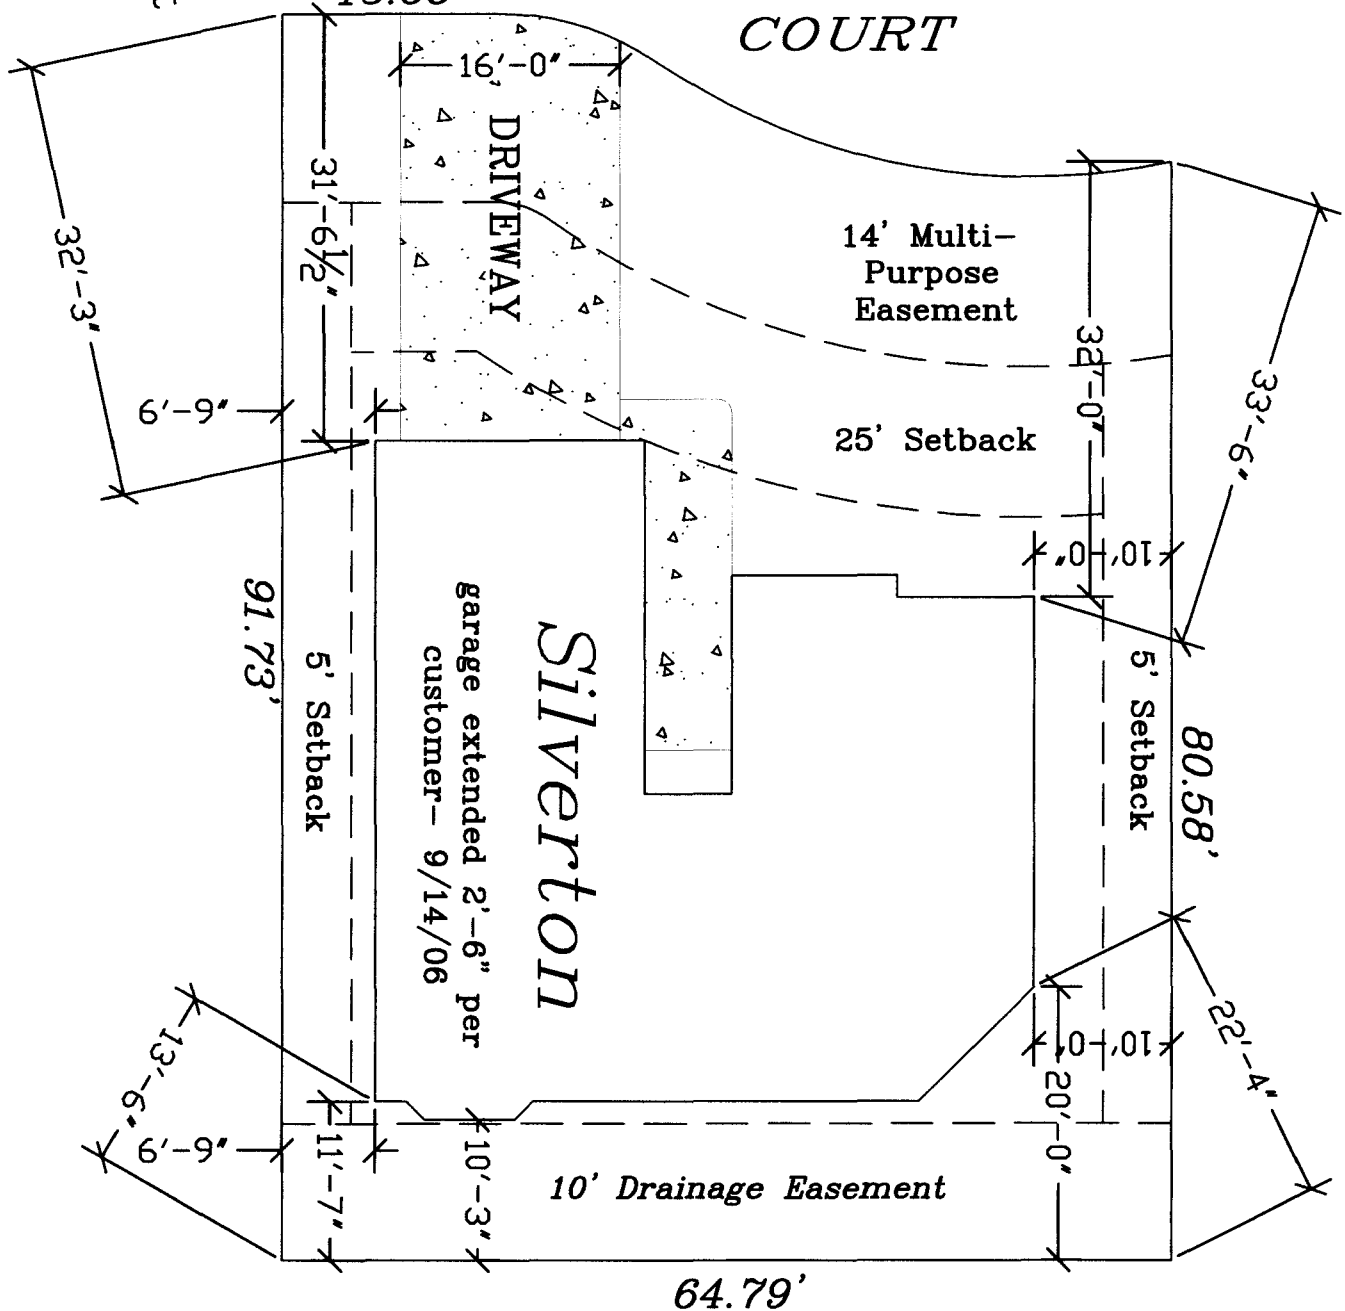 COURT
16'-0"
DRIVEWAY
31'-6 1/2"
32'-3"
14' Multi-
Purpose
Easement
32'-0"
33'-6"
6'-9"
25' Setback
10'-0"
91.73'
5' Setback
garage extended 2'-6" per
customer- 9/14/06
Silverton
5' Setback
80.58'
13'-6"
6'-9"
11'-7"
10'-3"
10' Drainage Easement
20'-0"
10'-0"
22'-4"
64.79'